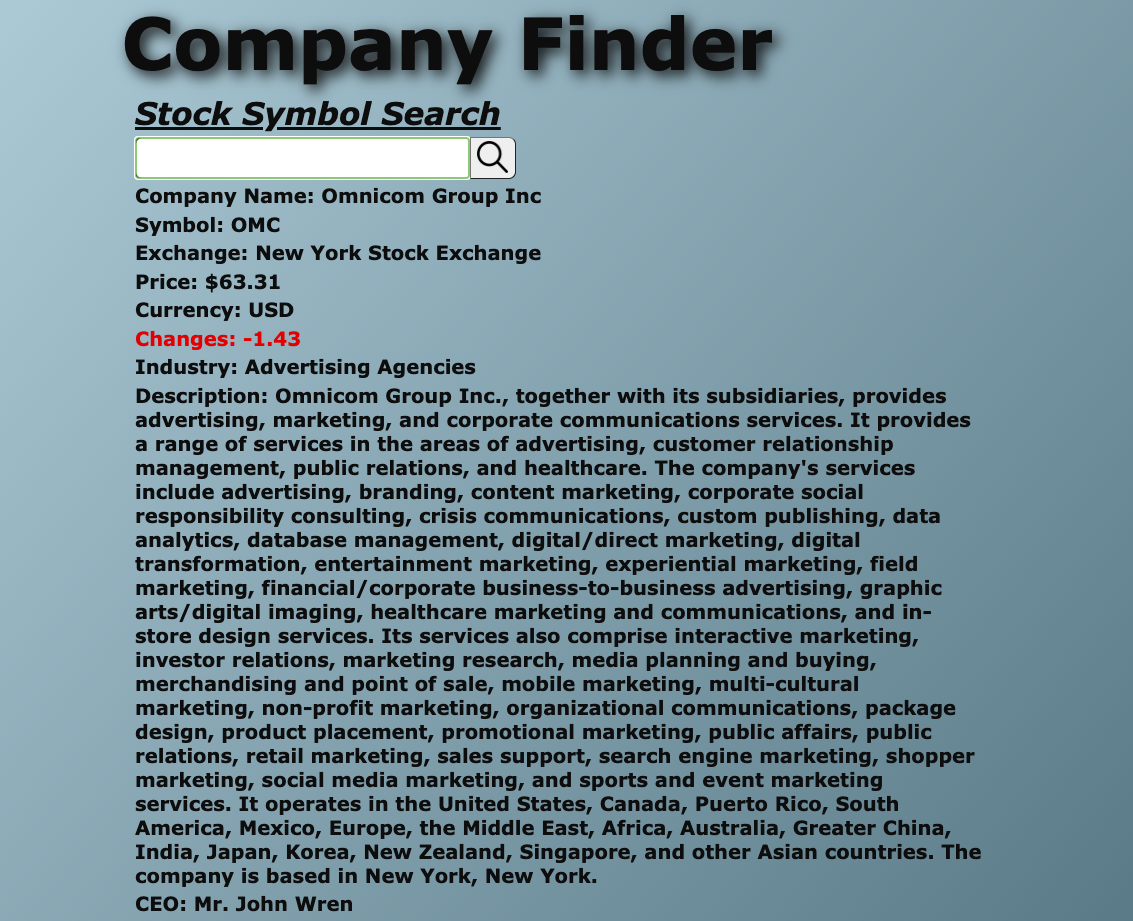 Company Finder
Stock Symbol Search
Company Name: Omnicom Group Inc
Symbol: OMC
Exchange: New York Stock Exchange
Price: $63.31
Currency: USD
Changes: -1.43
Industry: Advertising Agencies
Description: Omnicom Group Inc., together with its subsidiaries, provides
advertising, marketing, and corporate communications services. It provides
a range of services in the areas of advertising, customer relationship
management, public relations, and healthcare. The company's services
include advertising, branding, content marketing, corporate social
responsibility consulting, crisis communications, custom publishing, data
analytics, database management, digital/direct marketing, digital
transformation, entertainment marketing, experiential marketing, field
marketing, financial/corporate business-to-business advertising, graphic
arts/digital imaging, healthcare marketing and communications, and in-
store design services. Its services also comprise interactive marketing,
investor relations, marketing research, media planning and buying,
merchandising and point of sale, mobile marketing, multi-cultural
marketing, non-profit marketing, organizational communications, package
design, product placement, promotional marketing, public affairs, public
relations, retail marketing, sales support, search engine marketing, shopper
marketing, social media marketing, and sports and event marketing
services. It operates in the United States, Canada, Puerto Rico, South
America, Mexico, Europe, the Middle East, Africa, Australia, Greater China,
India, Japan, Korea, New Zealand, Singapore, and other Asian countries. The
company is based in New York, New York.
CEO: Mr. John Wren